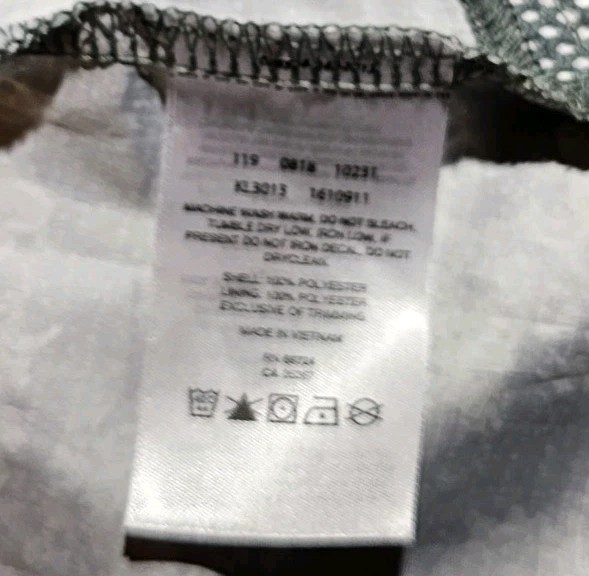 119 0818 10231
KL3013 1610911
MACHINE WASH WARM, DO NOT BLEACH,
TUMBLE DRY LOW, IRON LOW, IF
PRESENT DO NOT IRON DECAL, DO NOT
DRYCLEAN.
SHELL: 100% POLYESTER
LINING: 100% POLYESTER
EXCLUSIVE OF TRIMMING
MADE IN VIETNAM
RN 88724
CA